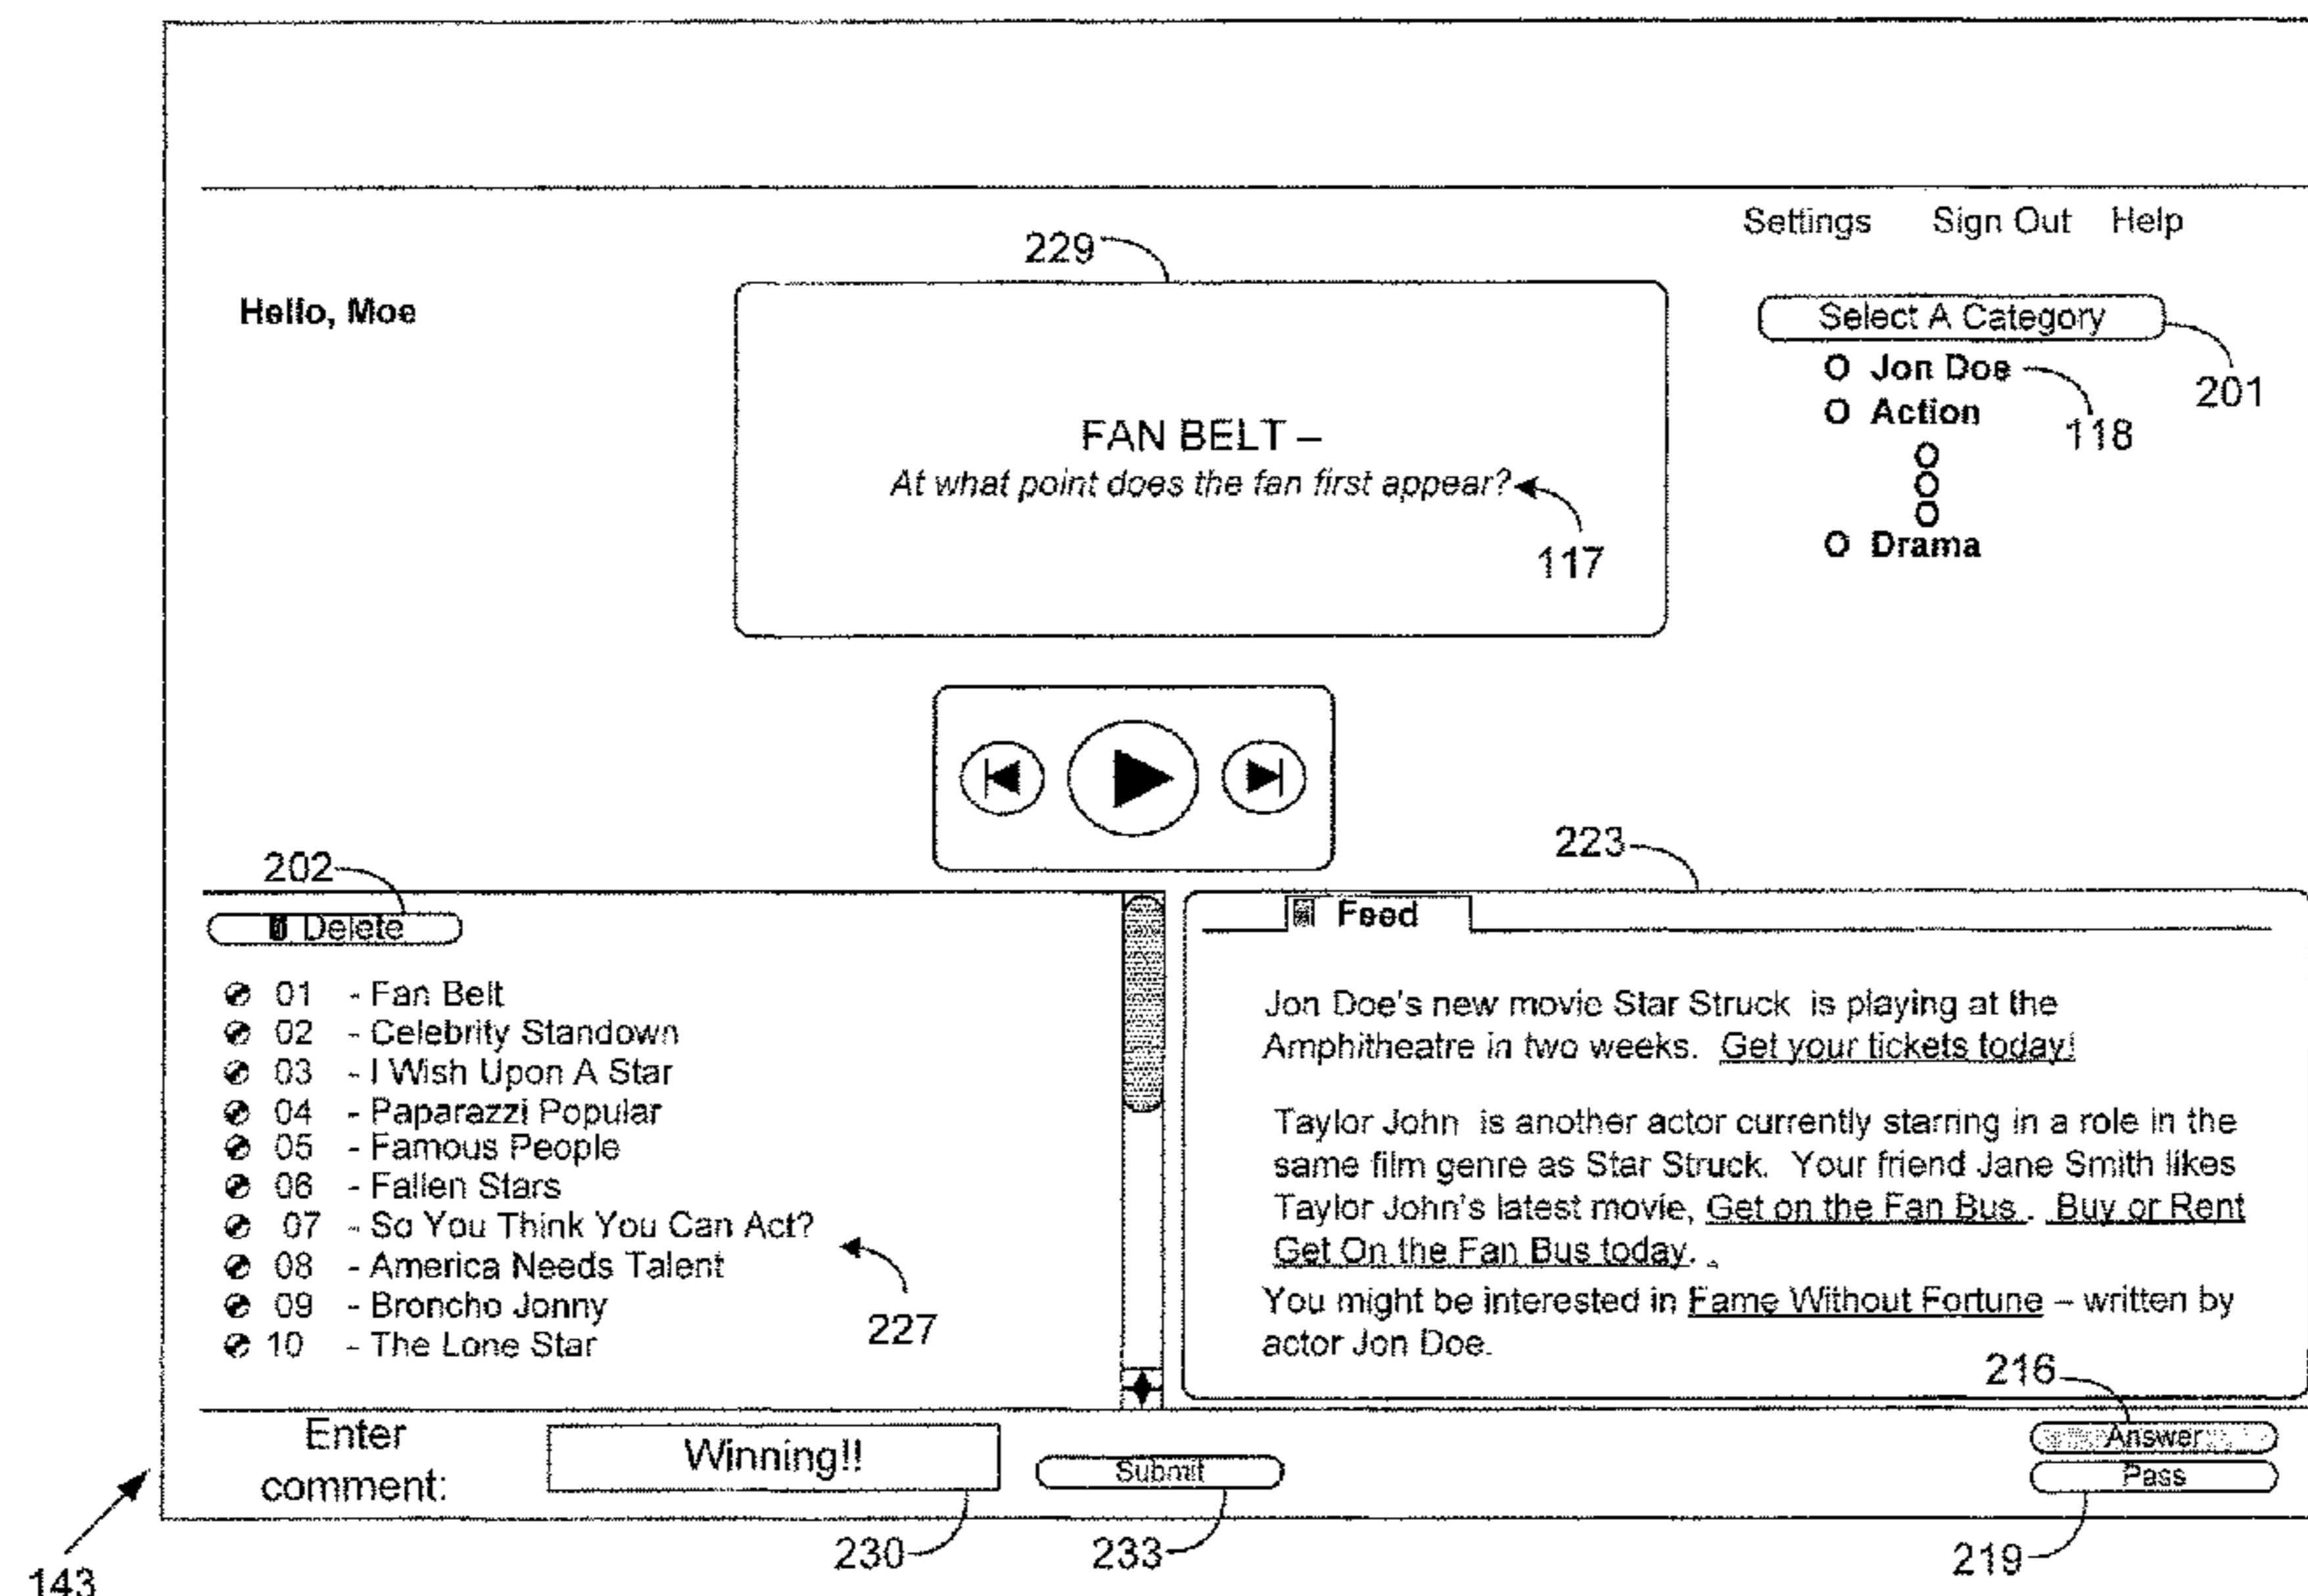 Settings Sign Out Help
229
Hello, Moe
Select A Category
O Jon Doe
201
O Action
118
FAN BELT –
At what point does the fan first appear?
117
O Drama
223
202
Delete
Feed
01 - Fan Belt
02 - Celebrity Standown
03 - I Wish Upon A Star
04 - Paparazzi Popular
05 - Famous People
06 - Fallen Stars
07 - So You Think You Can Act?
08 - America Needs Talent
09 - Broncho Jonny
10 - The Lone Star
227
Jon Doe's new movie Star Struck is playing at the
Amphitheatre in two weeks. Get your tickets today!
Taylor John is another actor currently starring in a role in the
same film genre as Star Struck. Your friend Jane Smith likes
Taylor John's latest movie, Get on the Fan Bus . Buy or Rent
Get On the Fan Bus today. .
You might be interested in Fame Without Fortune – written by
actor Jon Doe.
216
Enter
comment:
Winning!!
Submit
Answer
Pass
230
233
219
143